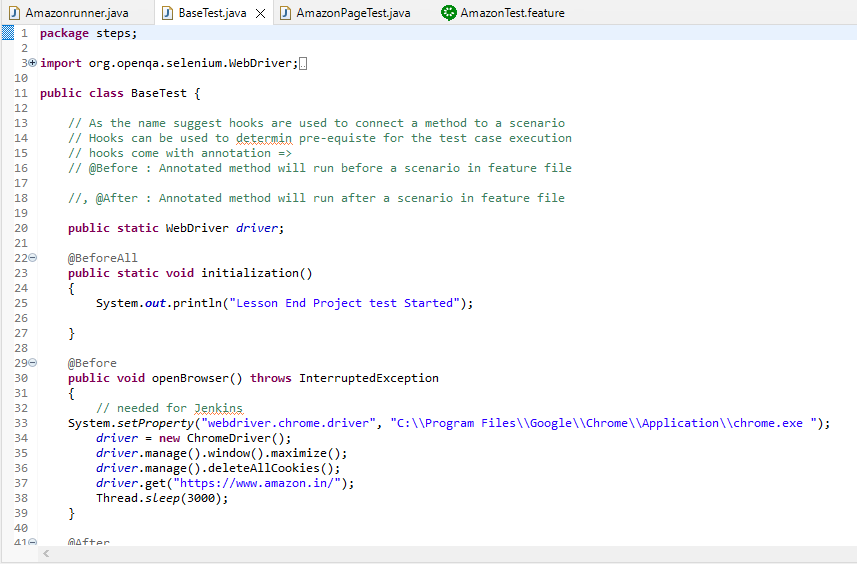 Amazonrunner.java BaseTest.java AmazonPageTest.java AmazonTest.feature
1 package steps;
2
3 import org.openqa.selenium.WebDriver;
10
11 public class BaseTest {
12
13 // As the name suggest hooks are used to connect a method to a scenario
14 // Hooks can be used to determin pre-equiste for the test case execution
15 // hooks come with annotation =>
16 // @Before : Annotated method will run before a scenario in feature file
17
18 //, @After : Annotated method will run after a scenario in feature file
19
20 public static WebDriver driver;
21
22 @BeforeAll
23 public static void initialization()
24 {
25 System.out.println("Lesson End Project test Started");
26
27 }
28
29 @Before
30 public void openBrowser() throws InterruptedException
31 {
32 // needed for Jenkins
33 System.setProperty("webdriver.chrome.driver", "C:\\Program Files\\Google\\Chrome\\Application\\chrome.exe ");
34 driver = new ChromeDriver();
35 driver.manage().window().maximize();
36 driver.manage().deleteAllCookies();
37 driver.get("https://www.amazon.in/");
38 Thread.sleep(3000);
39 }
40
41 @After